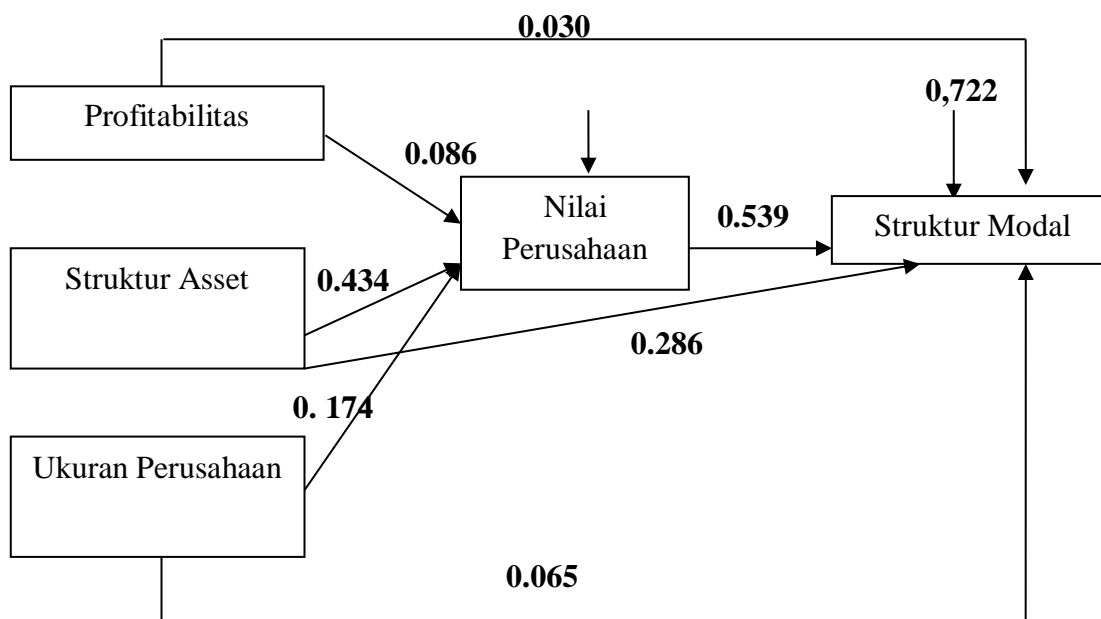 0.030
Profitabilitas
0,722
0.086
Nilai
Perusahaan
0.539
Struktur Modal
Struktur Asset
0.434
0.286
0. 174
Ukuran Perusahaan
0.065